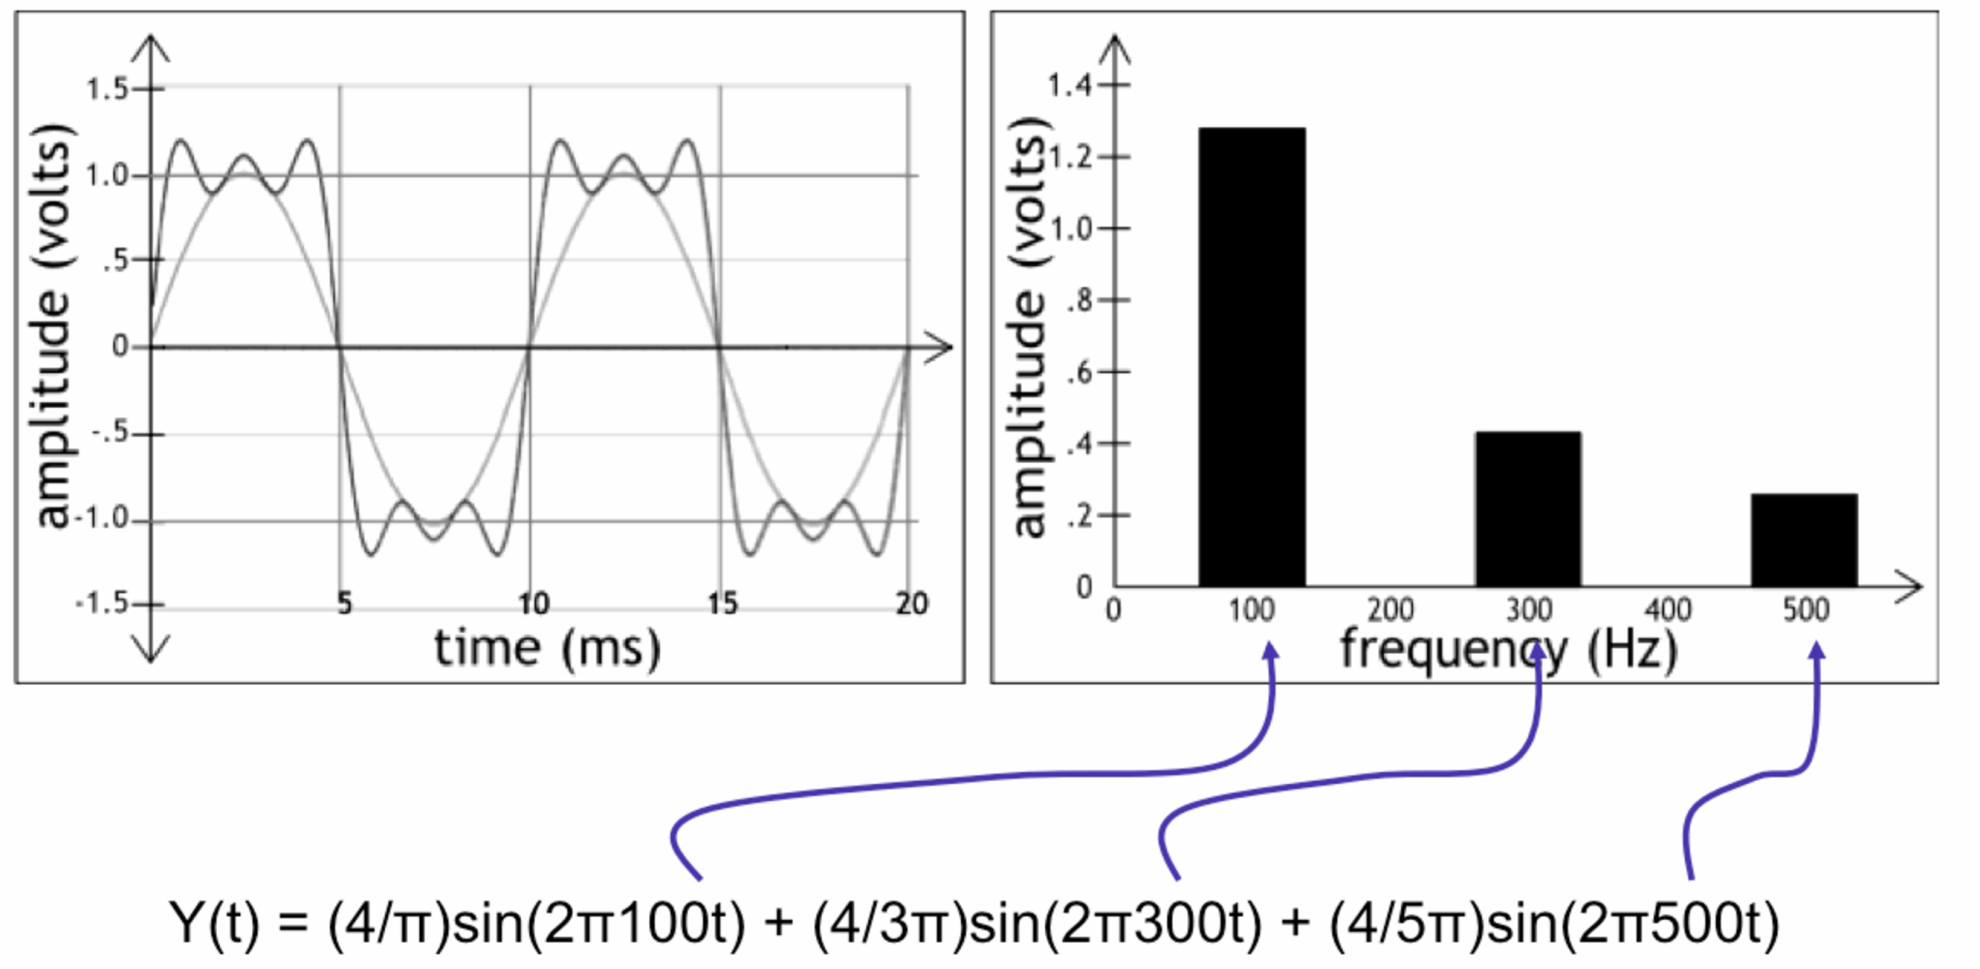 amplitude (volts)
1.5
1.0
.5
0
-.5
-1.0
-1.5
5 10 15 20
time (ms)
amplitude (volts)
1.4
1.2
1.0
.8
.6
.4
.2
0
0 100 200 300 400 500
frequency (Hz)
Y(t) = (4/π)sin(2π100t) + (4/3π)sin(2π300t) + (4/5π)sin(2π500t)